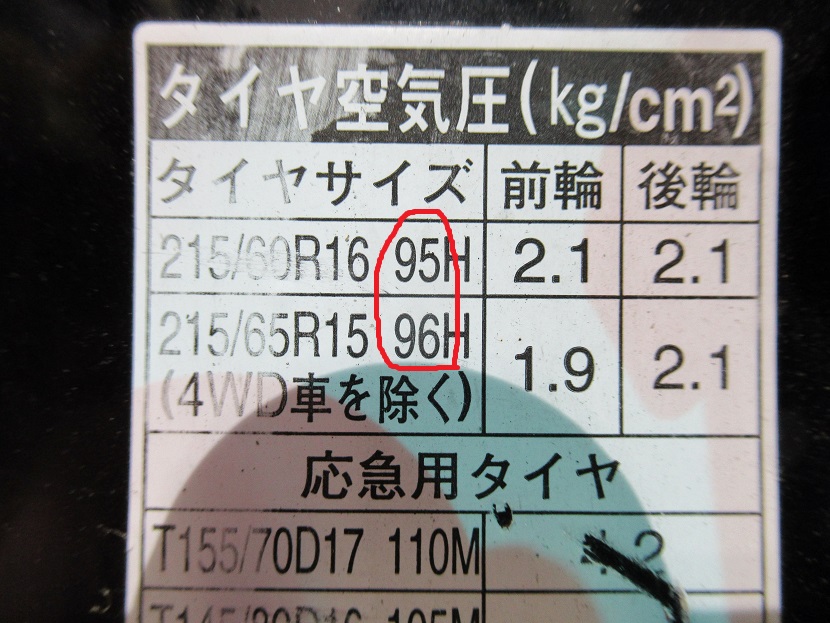 タイヤ空気圧(kg/cm2)
タイヤサイズ 前輪 後輪
215/60R16 95H 2.1 2.1
215/65R15 96H
(4WD車を除く) 1.9 2.1
応急用タイヤ
T155/70D17 110M 4.2